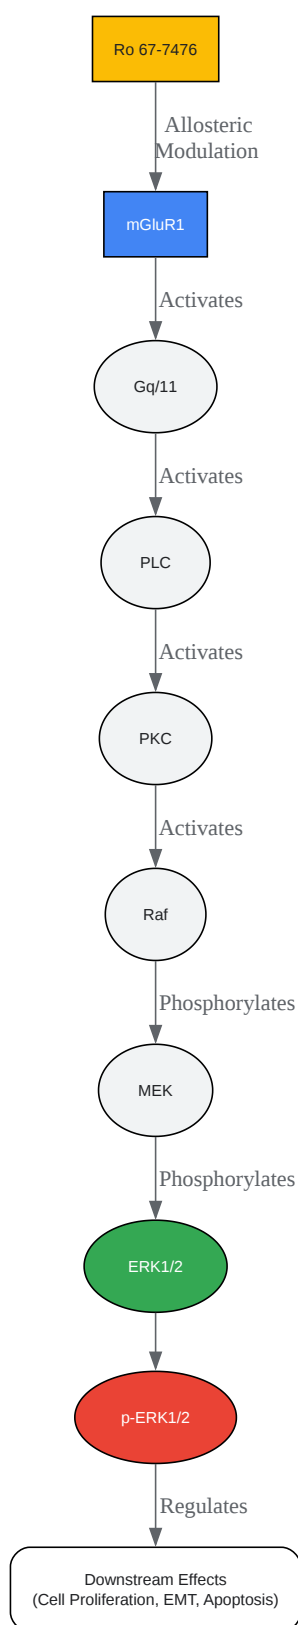 Ro 67-7476
Allosteric
Modulation
mGluR1
Activates
Gq/11
Activates
PLC
Activates
PKC
Activates
Raf
Phosphorylates
MEK
Phosphorylates
ERK1/2
p-ERK1/2
Regulates
Downstream Effects
(Cell Proliferation, EMT, Apoptosis)